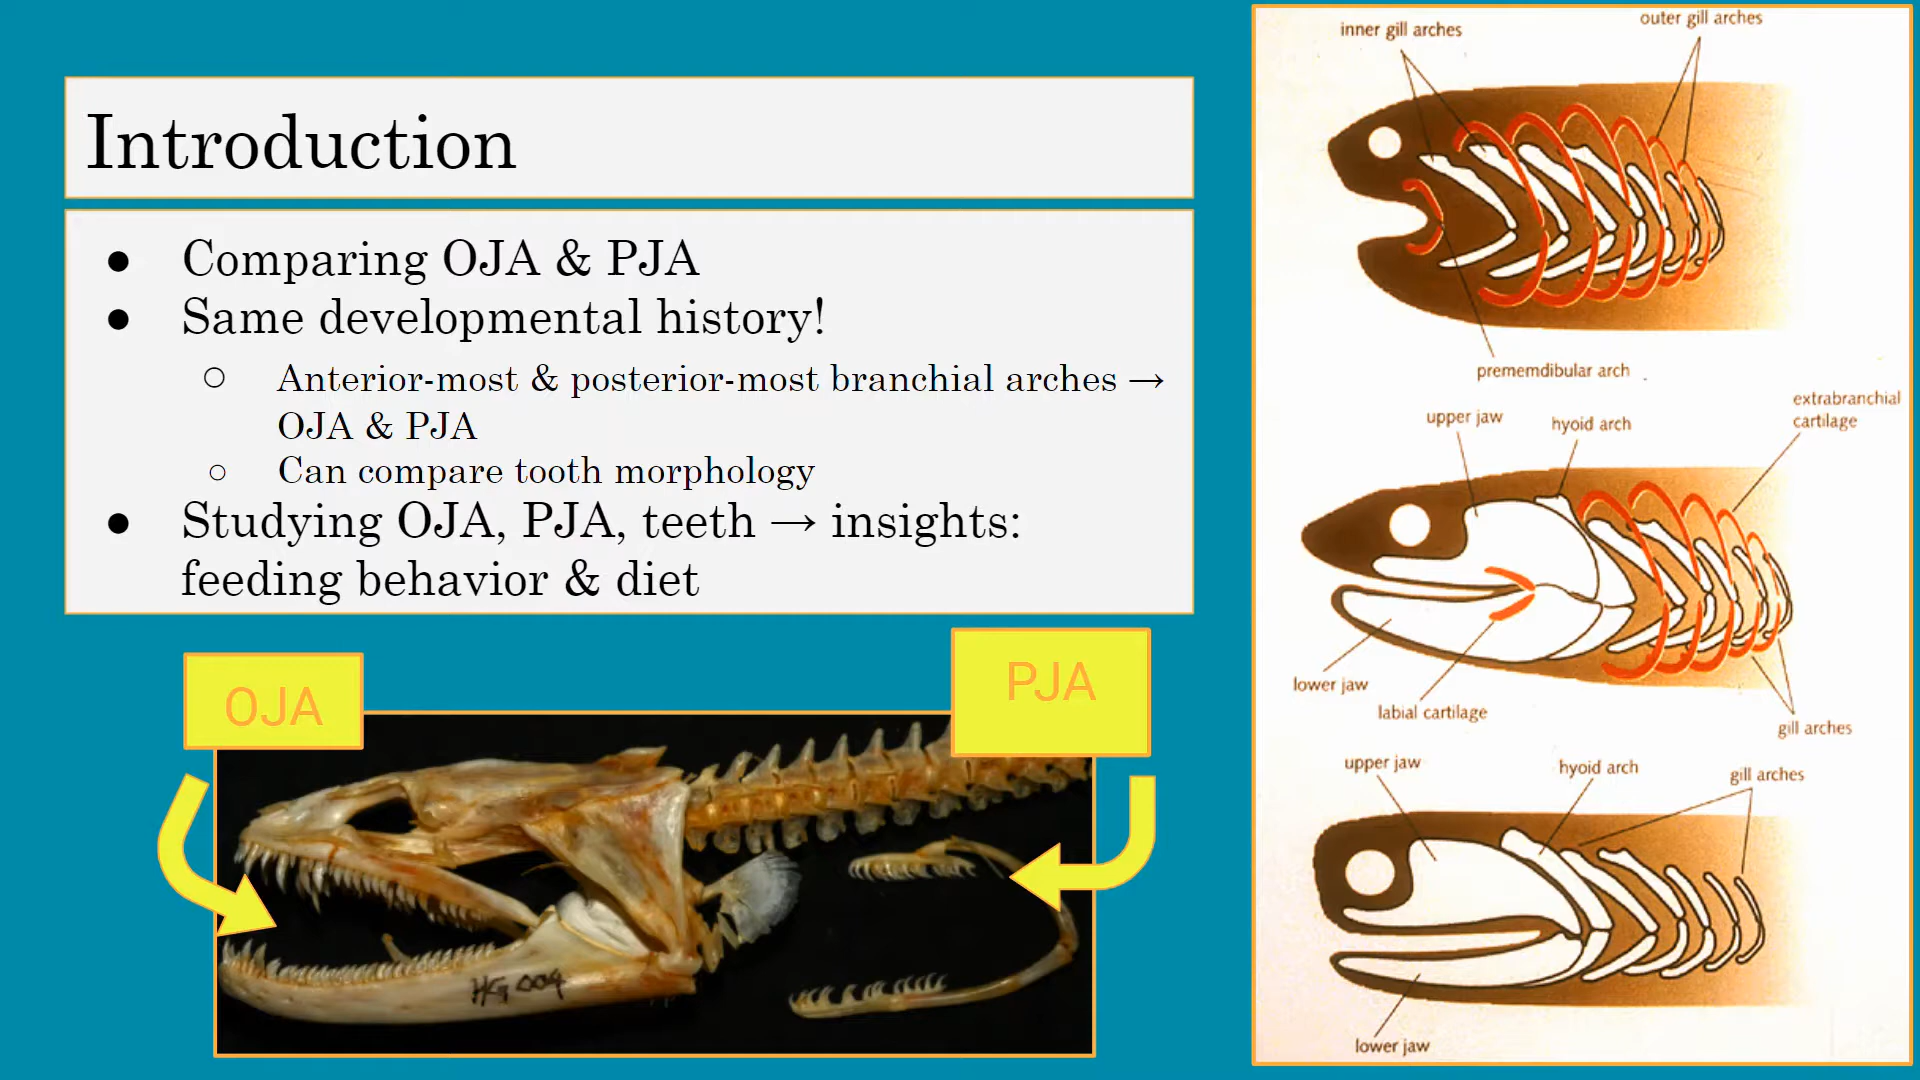 Introduction
● Comparing OJA & PJA
● Same developmental history!
○ Anterior-most & posterior-most branchial arches →
OJA & PJA
○ Can compare tooth morphology
● Studying OJA, PJA, teeth → insights:
feeding behavior & diet
OJA
PJA
HG 004
inner gill arches
outer gill arches
prememdibular arch
upper jaw
hyoid arch
extrabranchial
cartilage
lower jaw
labial cartilage
gill arches
upper jaw
hyoid arch
gill arches
lower jaw